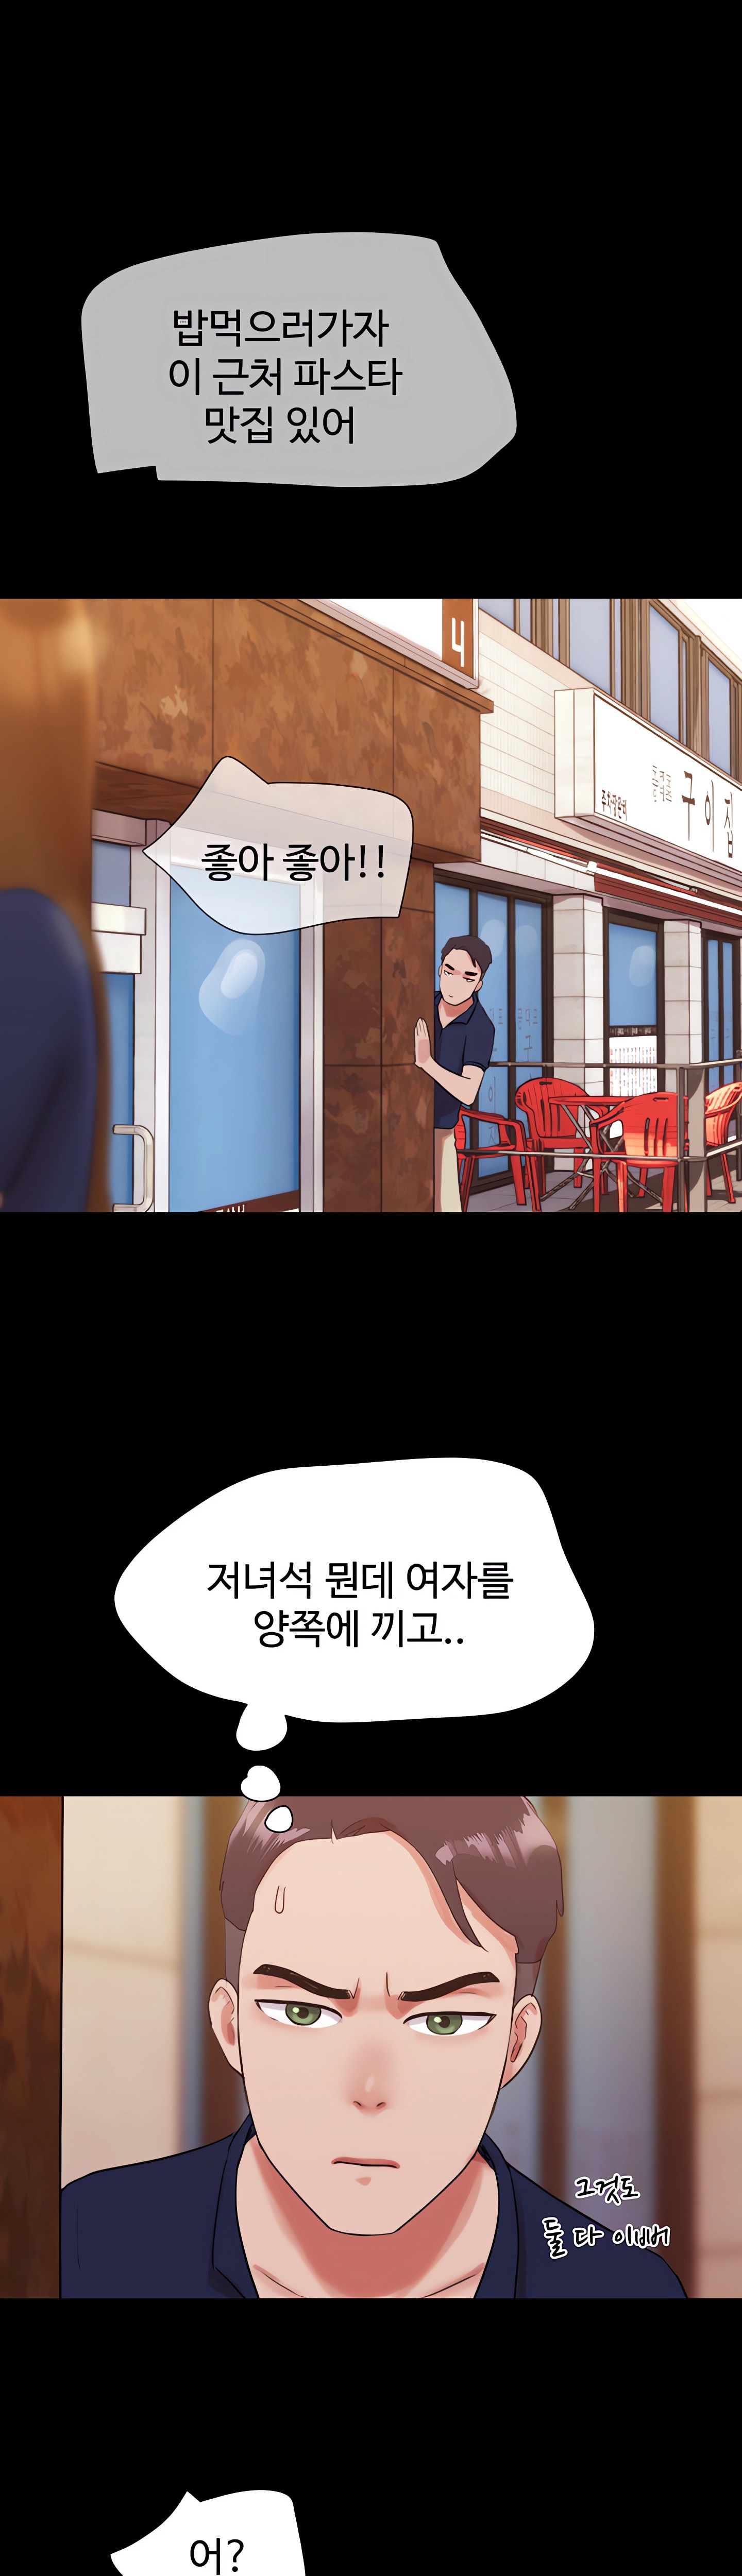 밥먹으러가자
이 근처 파스타
맛집 있어
구이집
좋아 좋아!!
저녀석 뭔데 여자를
양쪽에 끼고..
그것도
둘 다 이뻐
어?